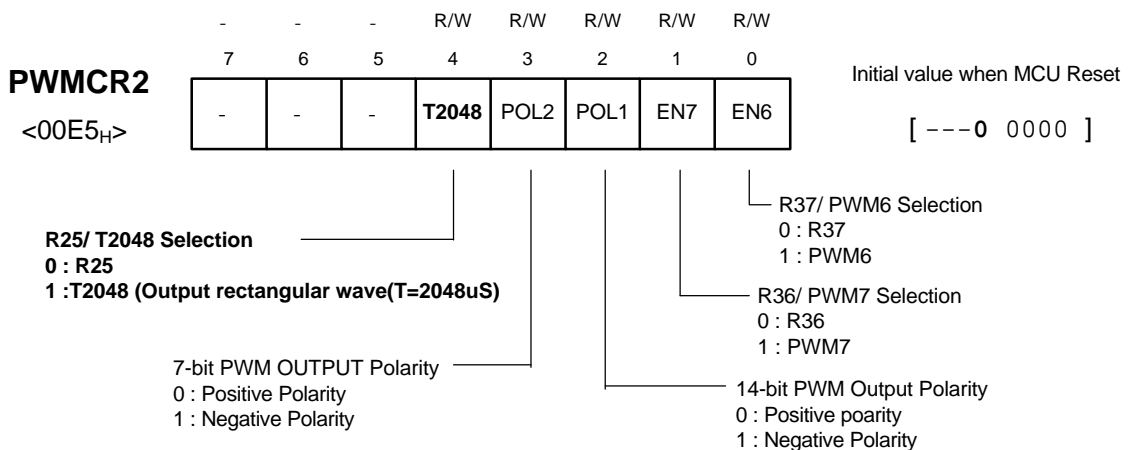 - - - R/W R/W R/W R/W R/W
7 6 5 4 3 2 1 0
PWMCR2
<00E5H>
- - - T2048 POL2 POL1 EN7 EN6
Initial value when MCU Reset
[ ---0 0000 ]
R37/ PWM6 Selection
0 : R37
1 : PWM6
R25/ T2048 Selection
0 : R25
1 :T2048 (Output rectangular wave(T=2048uS)
R36/ PWM7 Selection
0 : R36
1 : PWM7
7-bit PWM OUTPUT Polarity
0 : Positive Polarity
1 : Negative Polarity
14-bit PWM Output Polarity
0 : Positive poarity
1 : Negative Polarity